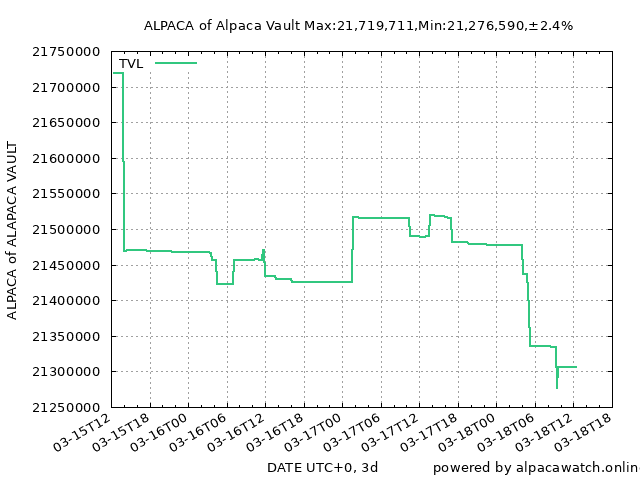 ALPACA of Alpaca Vault Max:21,719,711,Min:21,276,590,±2.4%
TVL
ALPACA of ALAPACA VAULT
21750000
21700000
21650000
21600000
21550000
21500000
21450000
21400000
21350000
21300000
21250000
03-15T12
03-15T18
03-16T00
03-16T06
03-16T12
03-16T18
03-17T00
03-17T06
03-17T12
03-17T18
03-18T00
03-18T06
03-18T12
03-18T18
DATE UTC+0, 3d
powered by alpacawatch.onlin